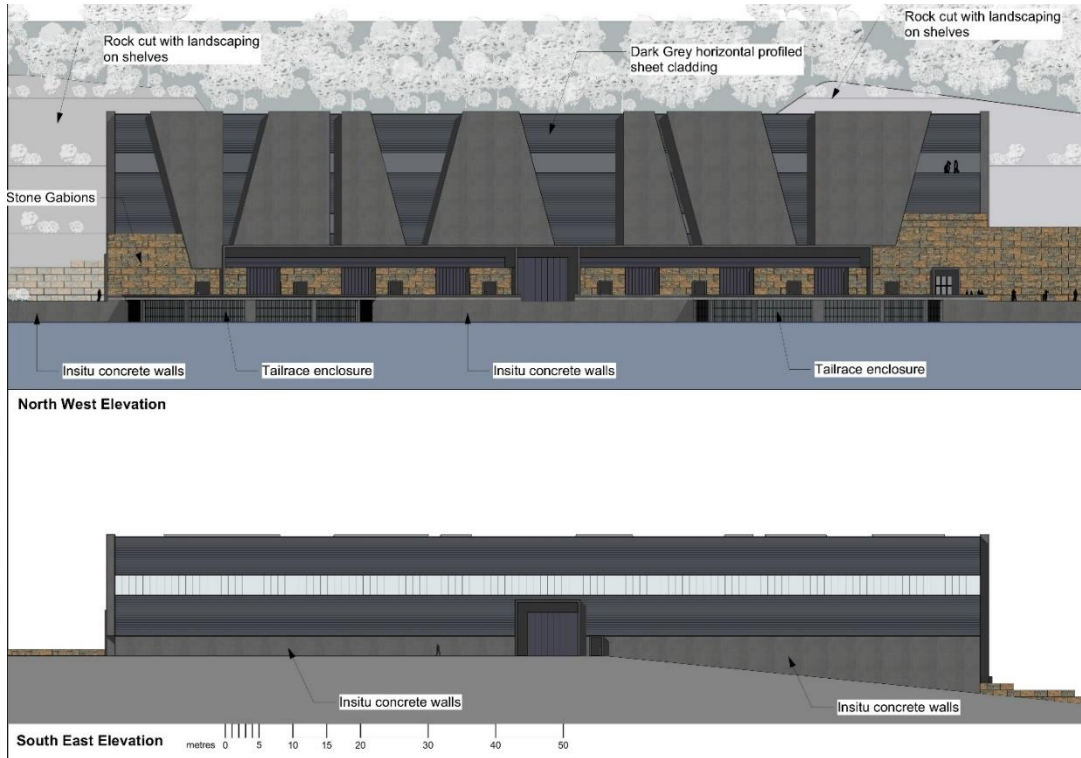 Rock cut with landscaping
on shelves
Rock cut with landscaping
on shelves
Dark Grey horizontal profiled
sheet cladding
Stone Gabions
Insitu concrete walls
Tailrace enclosure
Insitu concrete walls
Tailrace enclosure
North West Elevation
Insitu concrete walls
Insitu concrete walls
South East Elevation
metres 0 5 10 15 20 30 40 50